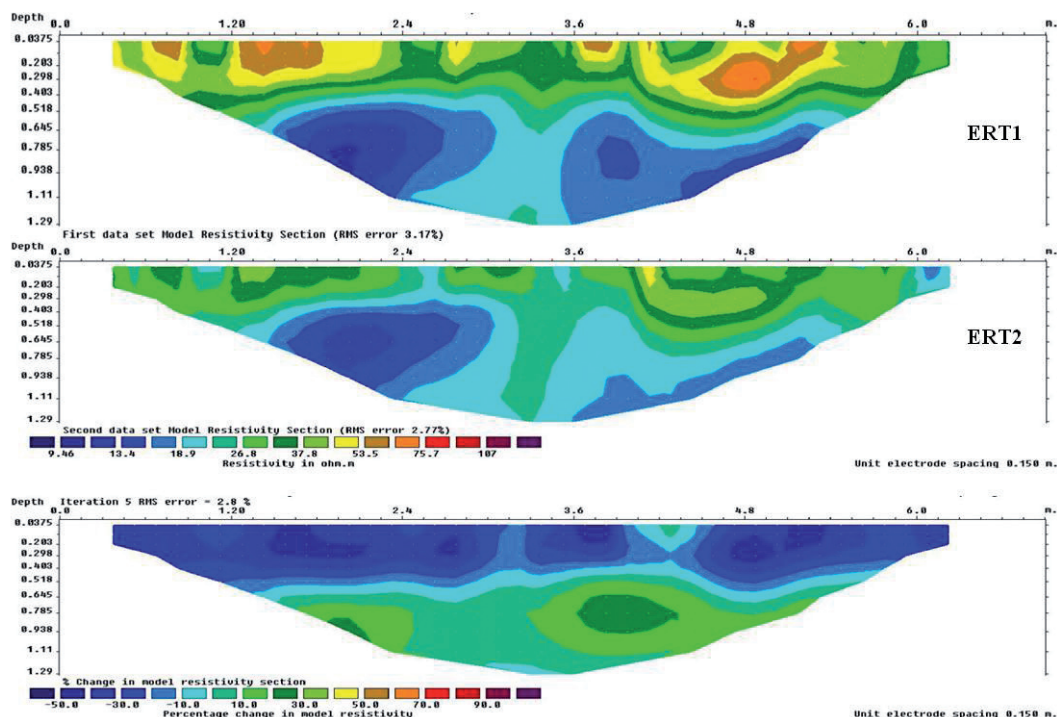 Depth 0.0 1.20 2.4 3.6 4.8 6.0 m.
0.0375
0.203
0.298
0.403
0.518
0.645
0.785
0.938
1.11
1.29
ERT1
First data set Model Resistivity Section (RMS error 3.17%)
Depth 0.0 1.20 2.4 3.6 4.8 6.0 m.
0.0375
0.203
0.298
0.403
0.518
0.645
0.785
0.938
1.11
1.29
ERT2
Second data set Model Resistivity Section (RMS error 2.77%)
9.46 13.4 18.9 26.8 37.8 53.5 75.7 107
Resistivity in ohm.m
Unit electrode spacing 0.150 m.
Depth Iteration 5 RMS error = 2.8 %
0.0 1.20 2.4 3.6 4.8 6.0 m.
0.0375
0.203
0.298
0.403
0.518
0.645
0.785
0.938
1.11
1.29
% Change in model resistivity section
-50.0 -30.0 -10.0 10.0 30.0 50.0 70.0 90.0
Percentage change in model resistivity
Unit electrode spacing 0.150 m.